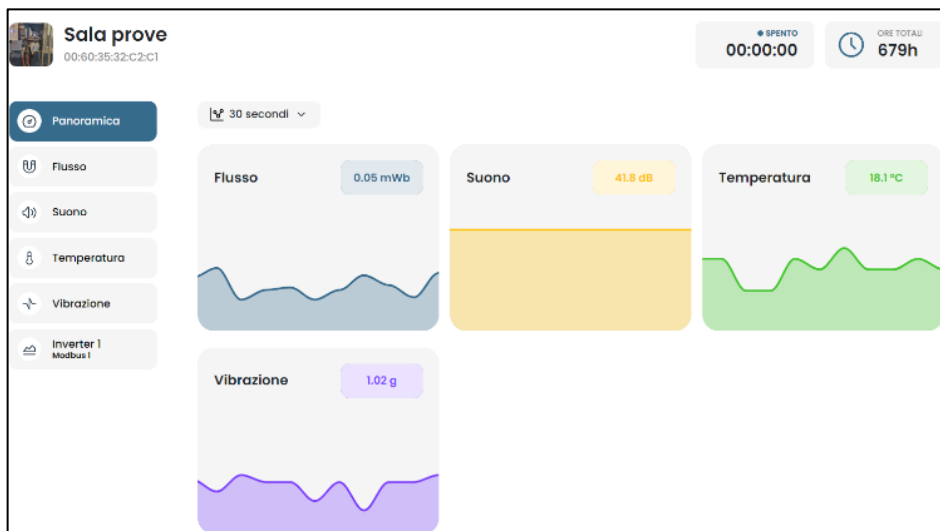 Sala prove
00:60:35:32:C2:C1
SPENTO
00:00:00
ORE TOTALI
679h
Panoramica
Flusso
Suono
Temperatura
Vibrazione
Inverter 1
Modbus 1
30 secondi
Flusso
0.05 mWb
Suono
41.8 dB
Temperatura
18.1 °C
Vibrazione
1.02 g